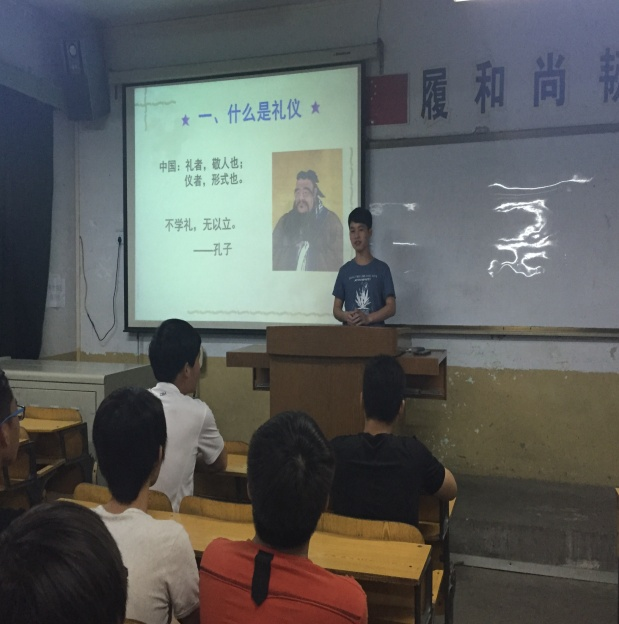 一、什么是礼仪
中国：礼者，敬人也；
仪者，形式也。
不学礼，无以立。
——孔子
履和尚韧